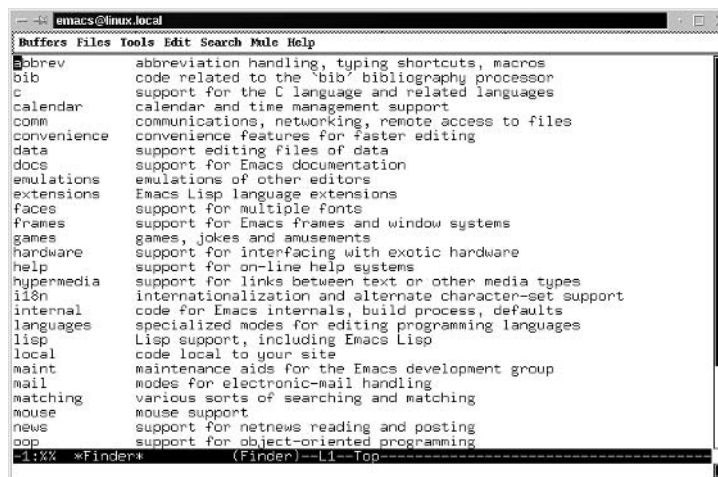 emacs@linux.local
Buffers Files Tools Edit Search Mule Help
abbrev abbreviation handling, typing shortcuts, macros
bib code related to the `bib' bibliography processor
c support for the C language and related languages
calendar calendar and time management support
comm communications, networking, remote access to files
convenience convenience features for faster editing
data support editing files of data
docs support for Emacs documentation
emulations emulations of other editors
extensions Emacs Lisp language extensions
faces support for multiple fonts
frames support for Emacs frames and window systems
games games, jokes and amusements
hardware support for interfacing with exotic hardware
help support for on-line help systems
hypermedia support for links between text or other media types
i18n internationalization and alternate character-set support
internal code for Emacs internals, build process, defaults
languages specialized modes for editing programming languages
lisp Lisp support, including Emacs Lisp
local code local to your site
maint maintenance aids for the Emacs development group
mail modes for electronic-mail handling
matching various sorts of searching and matching
mouse mouse support
news support for netnews reading and posting
oop support for object-oriented programming
-1:%% *Finder* (Finder)--L1--Top--------------------------------------